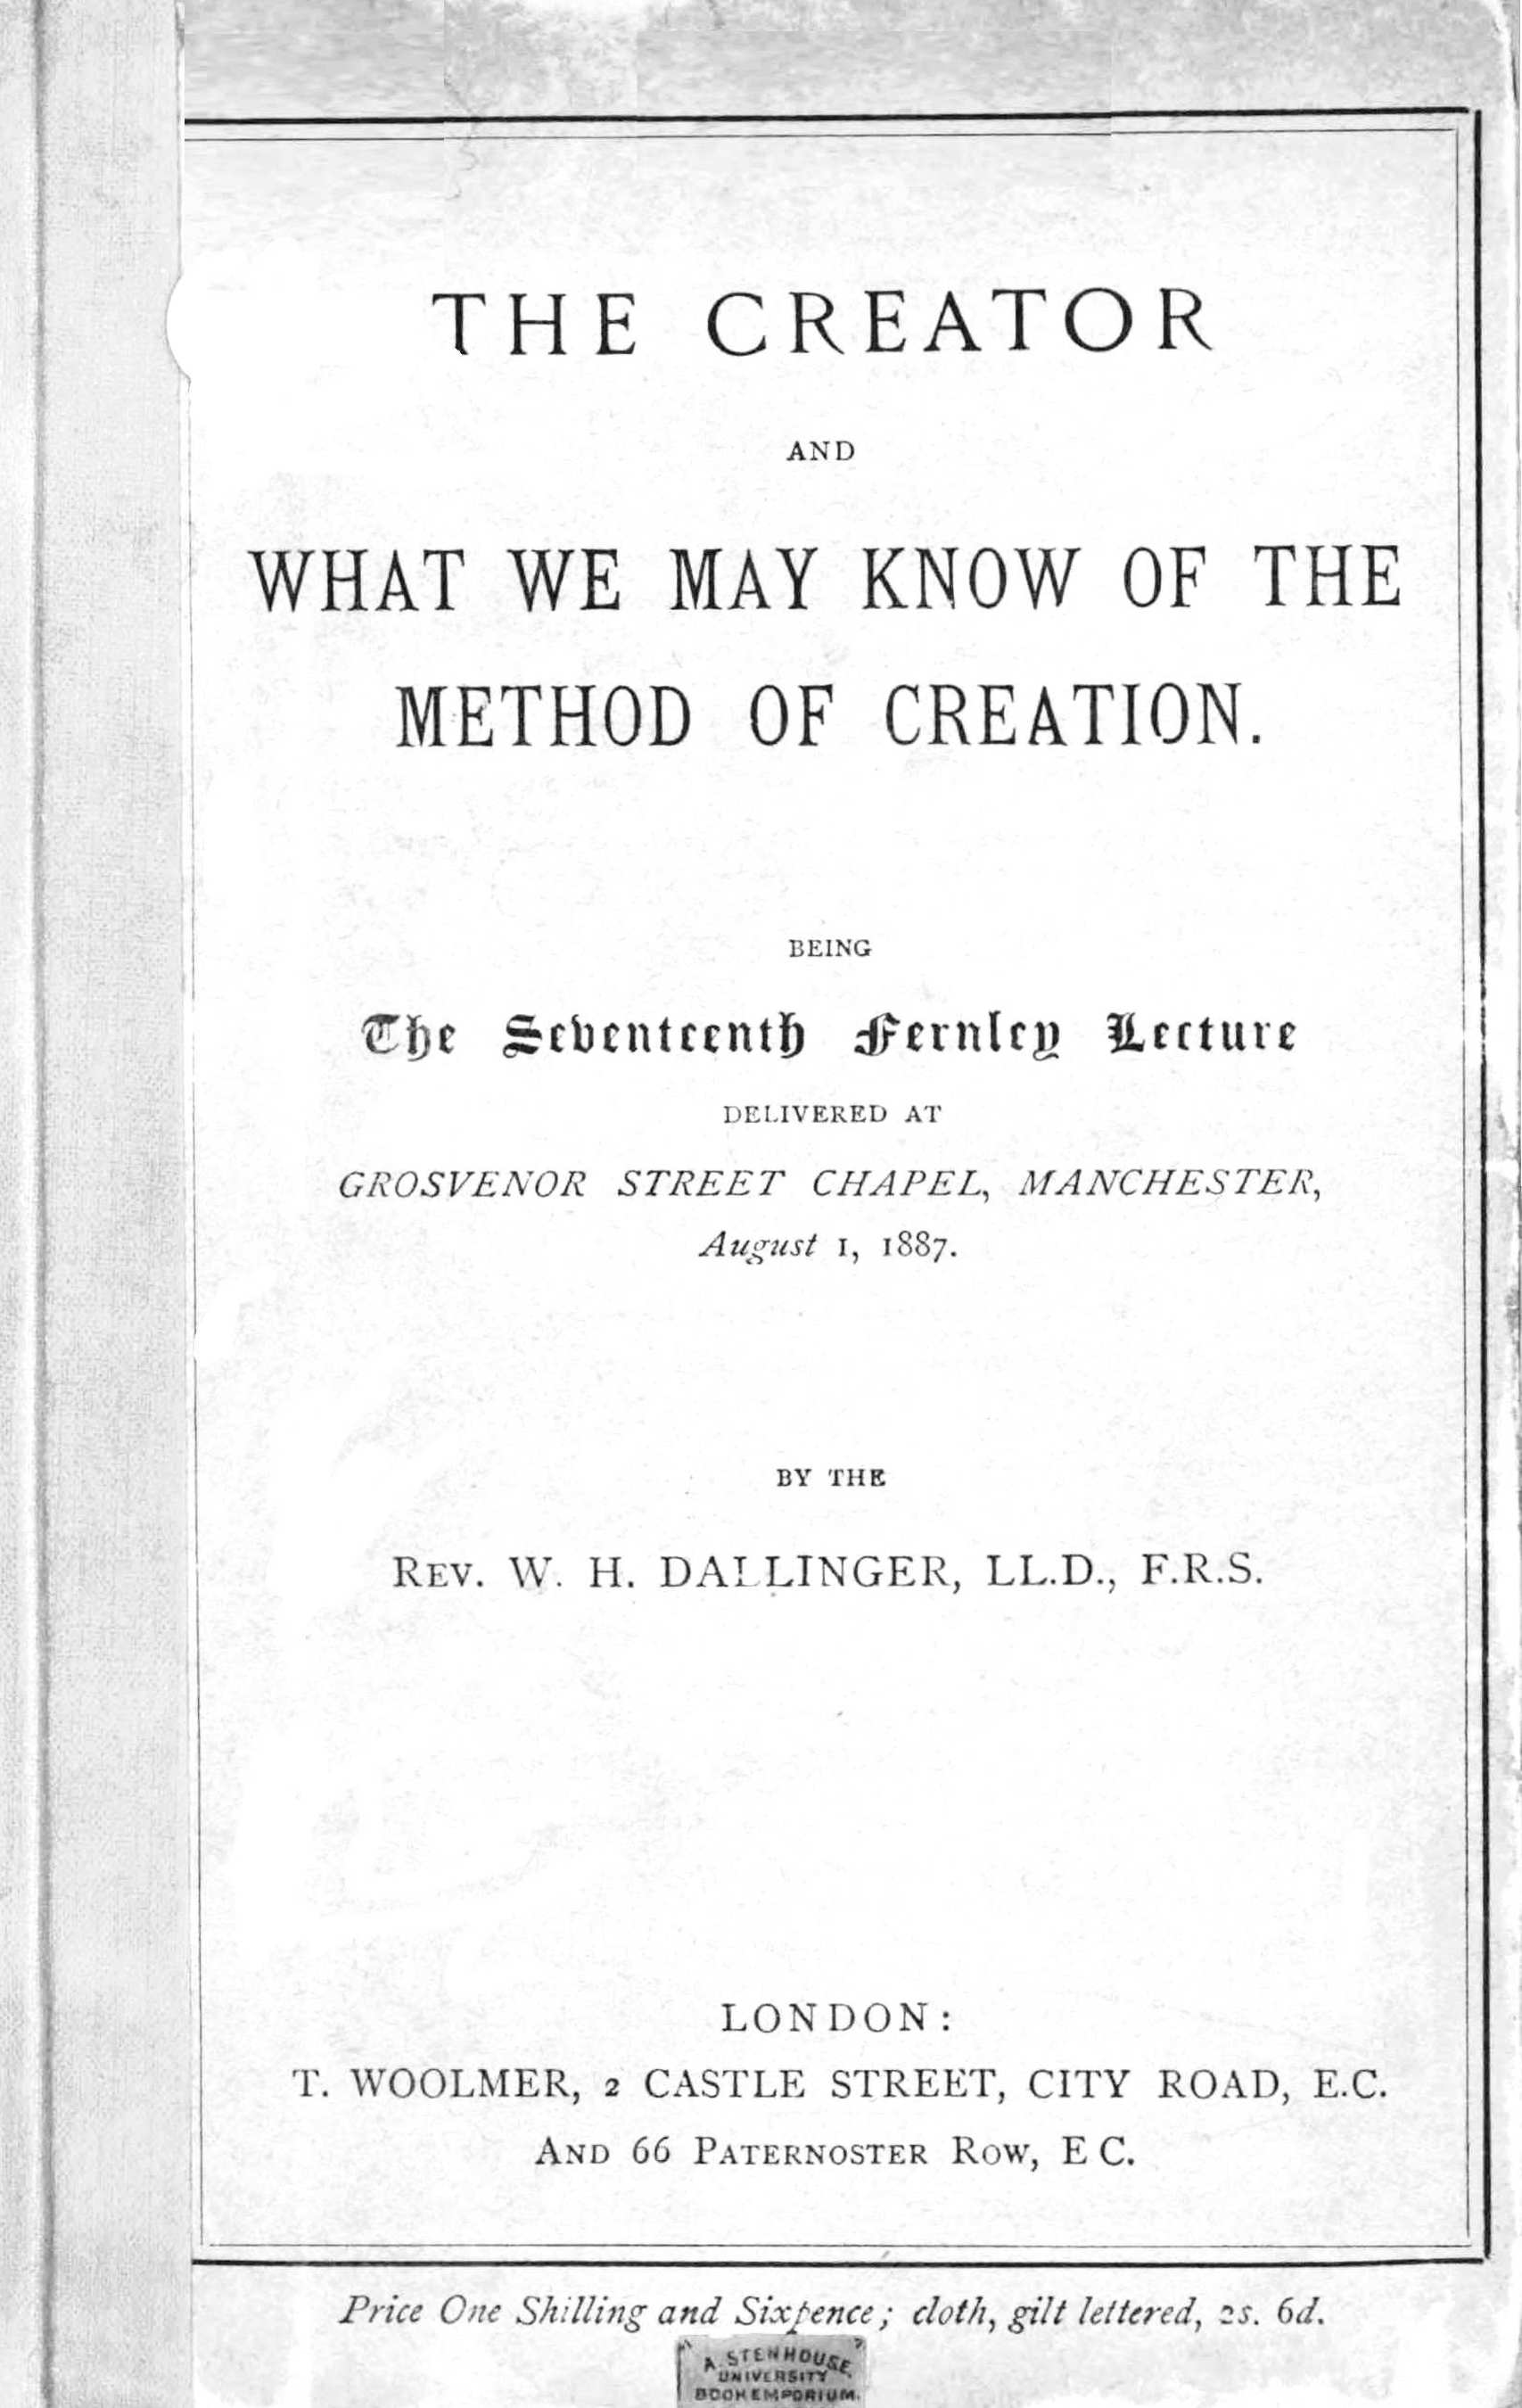 THE CREATOR
AND
WHAT WE MAY KNOW OF THE
METHOD OF CREATION.
BEING
The Seventeenth Fernley Lecture
DELIVERED AT
GROSVENOR STREET CHAPEL, MANCHESTER,
August 1, 1887.
BY THE
REV. W. H. DALLINGER, LL.D., F.R.S.
LONDON:
T. WOOLMER, 2 CASTLE STREET, CITY ROAD, E.C.
AND 66 PATERNOSTER ROW, E C.
Price One Shilling and Sixpence; cloth, gilt lettered, 2s. 6d.
A. STENHOUSE,
UNIVERSITY
BOOK EMPORIUM.